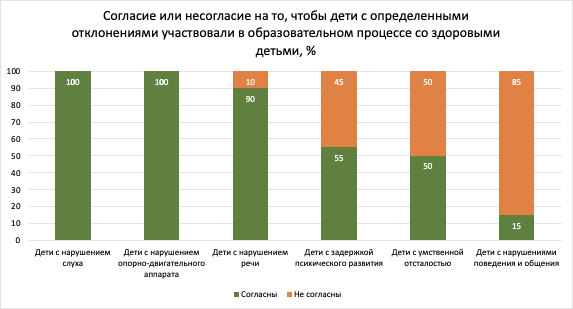 Согласие или несогласие на то, чтобы дети с определенными
отклонениями участвовали в образовательном процессе со здоровыми
детьми, %
100
90
80
70
60
50
40
30
20
10
0
100
100
10
90
45
55
50
50
85
15
Дети с нарушением
слуха
Дети с нарушением
опорно-двигательного
аппарата
Дети с нарушением
речи
Дети с задержкой
психического развития
Дети с умственной
отсталостью
Дети с нарушениями
поведения и общения
Согласны
Не согласны